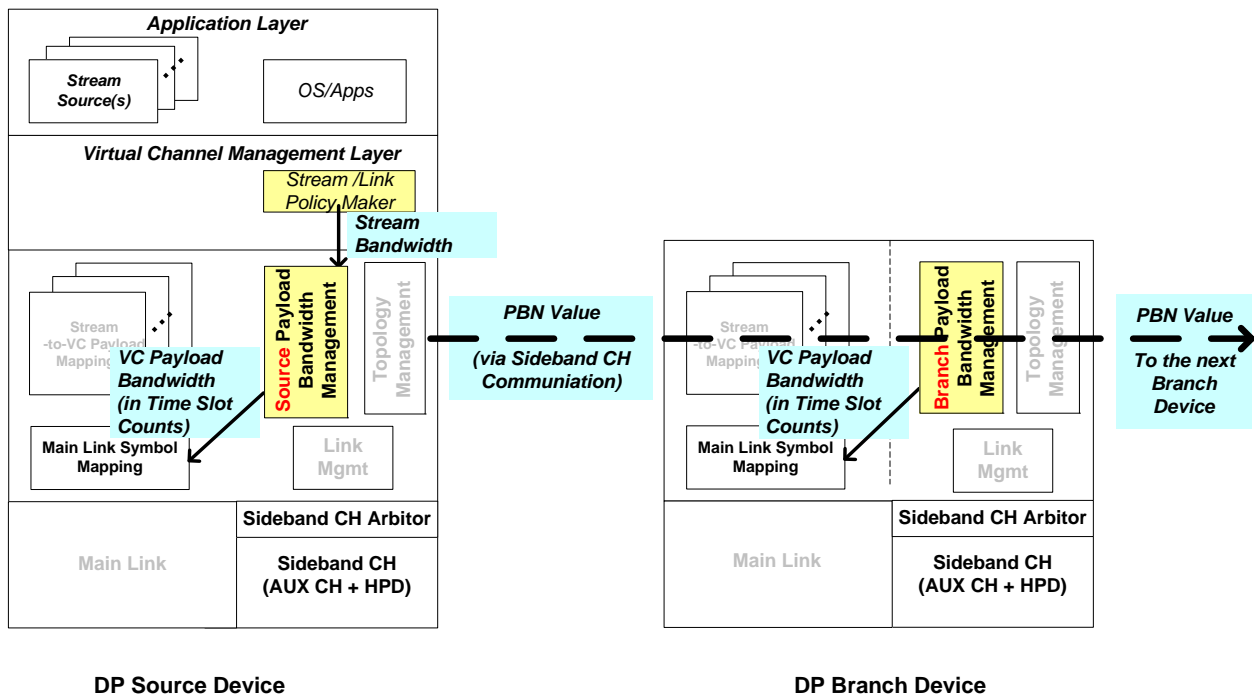 Application Layer
Stream
Source(s)
OS/Apps
Virtual Channel Management Layer
Stream /Link
Policy Maker
Stream
Bandwidth
Stream
-to-VC Payload
Mapping
VC Payload
Bandwidth
(in Time Slot
Counts)
Source Payload
Bandwidth
Management
Topology
Management
Main Link Symbol
Mapping
Link
Mgmt
Main Link
Sideband CH Arbitor
Sideband CH
(AUX CH + HPD)
DP Source Device
PBN Value
(via Sideband CH
Communiation)
Stream
-to-VC Payload
Mapping
VC Payload
Bandwidth
(in Time Slot
Counts)
Branch Payload
Bandwidth
Management
Topology
Management
Main Link Symbol
Mapping
Link
Mgmt
Main Link
Sideband CH Arbitor
Sideband CH
(AUX CH + HPD)
DP Branch Device
PBN Value
To the next
Branch
Device